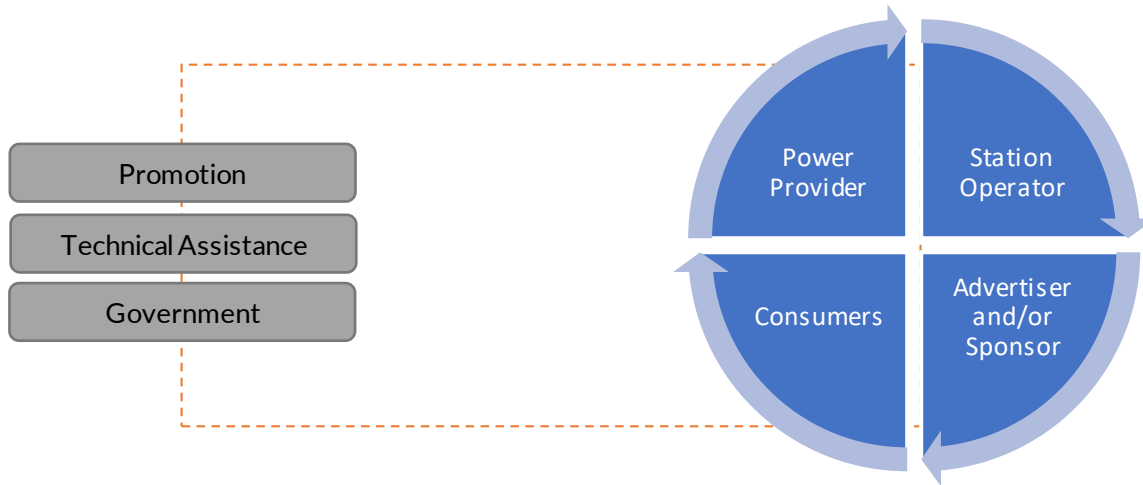 Promotion
Technical Assistance
Government
Power
Provider
Station
Operator
Consumers
Advertiser
and/or
Sponsor